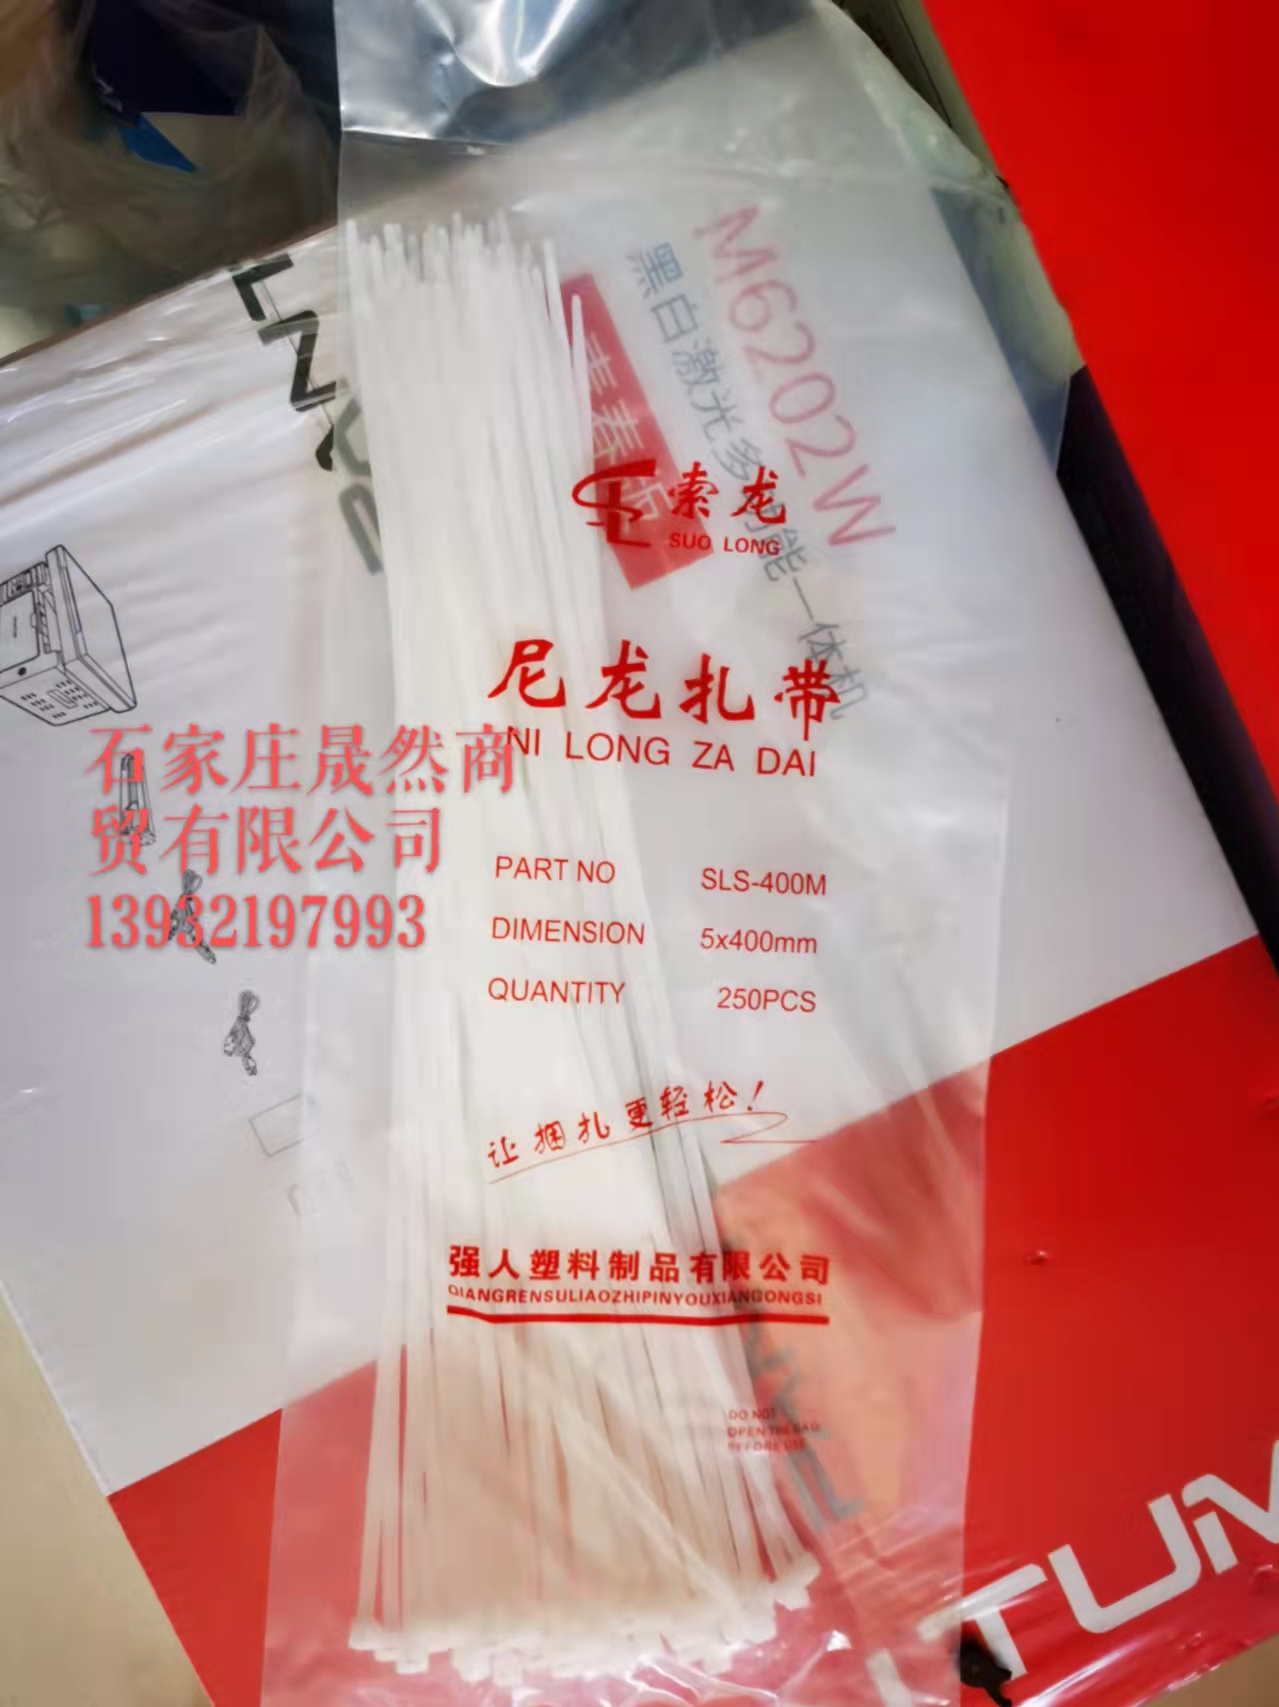 M6202W
黑白激光多功能一体机
索龙
SUO LONG
尼龙扎带
NI LONG ZA DAI
石家庄晟然商
贸有限公司
13932197993
PART NO SLS-400M
DIMENSION 5x400mm
QUANTITY 250PCS
让捆扎更轻松!
强人塑料制品有限公司
QIANGRENSULIAOZHIPINYOUXIANGONGSI
DO NOT
OPEN THE BAG
BEFORE USE
TUM